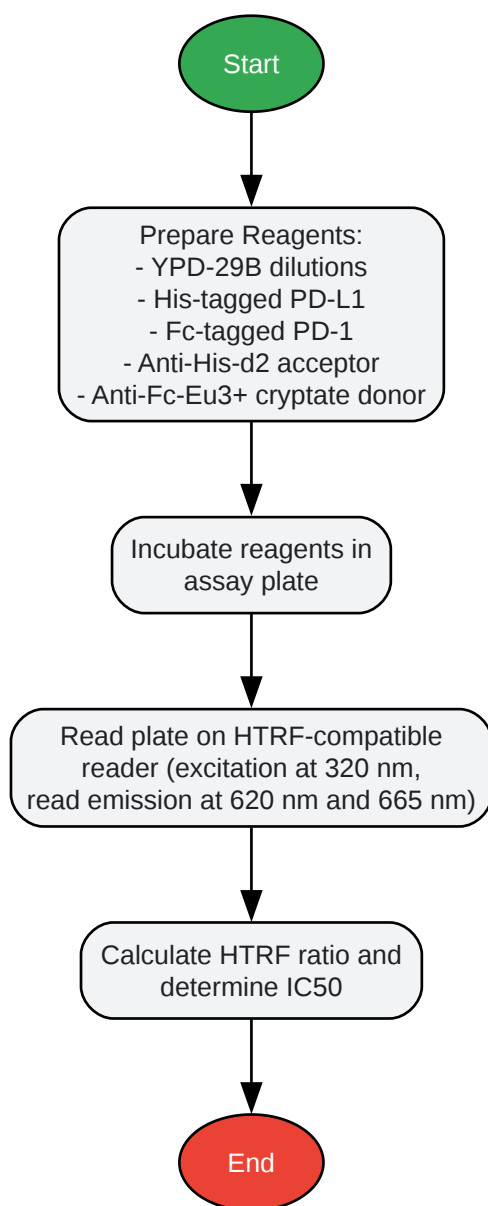 Start
Prepare Reagents:
- YPD-29B dilutions
- His-tagged PD-L1
- Fc-tagged PD-1
- Anti-His-d2 acceptor
- Anti-Fc-Eu3+ cryptate donor
Incubate reagents in
assay plate
Read plate on HTRF-compatible
reader (excitation at 320 nm,
read emission at 620 nm and 665 nm)
Calculate HTRF ratio and
determine IC50
End